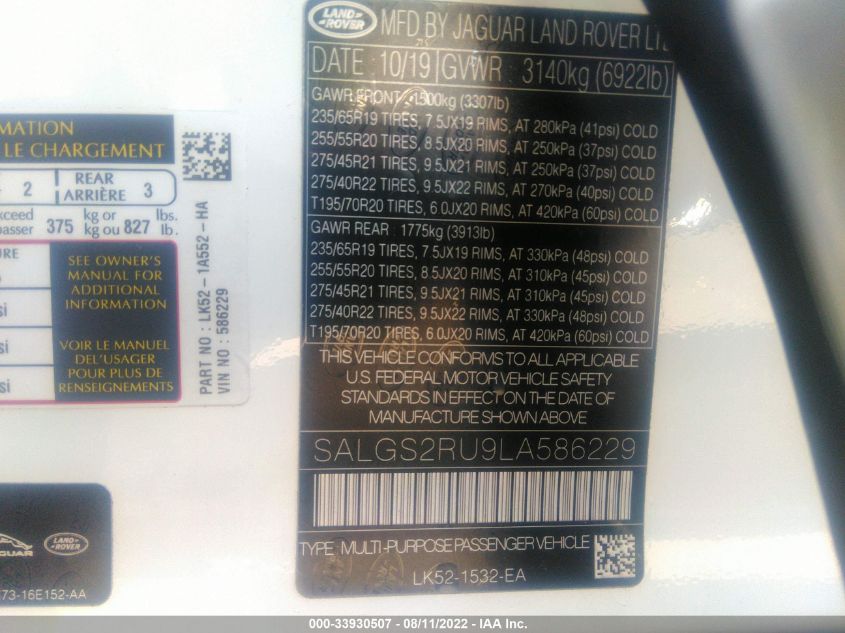 LAND ROVER
MFD BY JAGUAR LAND ROVER
DATE 10/19 GVWR 3140kg (6922lb)
GAWR FRONT 1500kg (3307lb)
235/65R19 TIRES, 7.5JX19 RIMS, AT 280kPa (41psi) COLD
255/55R20 TIRES, 8.5JX20 RIMS, AT 250kPa (37psi) COLD
275/45R21 TIRES, 9.5JX21 RIMS, AT 250kPa (37psi) COLD
275/40R22 TIRES, 9.5JX22 RIMS, AT 270kPa (40psi) COLD
T195/70R20 TIRES, 6.0JX20 RIMS, AT 420kPa (60psi) COLD
GAWR REAR : 1775kg (3913lb)
235/65R19 TIRES, 7.5JX19 RIMS, AT 330kPa (48psi) COLD
255/55R20 TIRES, 8.5JX20 RIMS, AT 310kPa (45psi) COLD
275/45R21 TIRES, 9.5JX21 RIMS, AT 310kPa (45psi) COLD
275/40R22 TIRES, 9.5JX22 RIMS, AT 330kPa (48psi) COLD
T195/70R20 TIRES, 6.0JX20 RIMS, AT 420kPa (60psi) COLD
THIS VEHICLE CONFORMS TO ALL APPLICABLE
U.S. FEDERAL MOTOR VEHICLE SAFETY
STANDARDS IN EFFECT ON THE DATE OF
MANUFACTURE SHOWN ABOVE
SALGS2RU9LA586229
TYPE: MULTI-PURPOSE PASSENGER VEHICLE
LK52-1532-EA
LE CHARGEMENT
2 REAR
ARRIÈRE 3
375 kg or
kg ou 827 lbs.
lb.
SEE OWNER'S
MANUAL FOR
ADDITIONAL
INFORMATION
VOIR LE MANUEL
DEL'USAGER
POUR PLUS DE
RENSEIGNEMENTS
PART NO : LK52-1A552-HA
VIN NO : 586229
LAND ROVER
73-16E152-AA
000-33930507 - 08/11/2022 - IAA Inc.